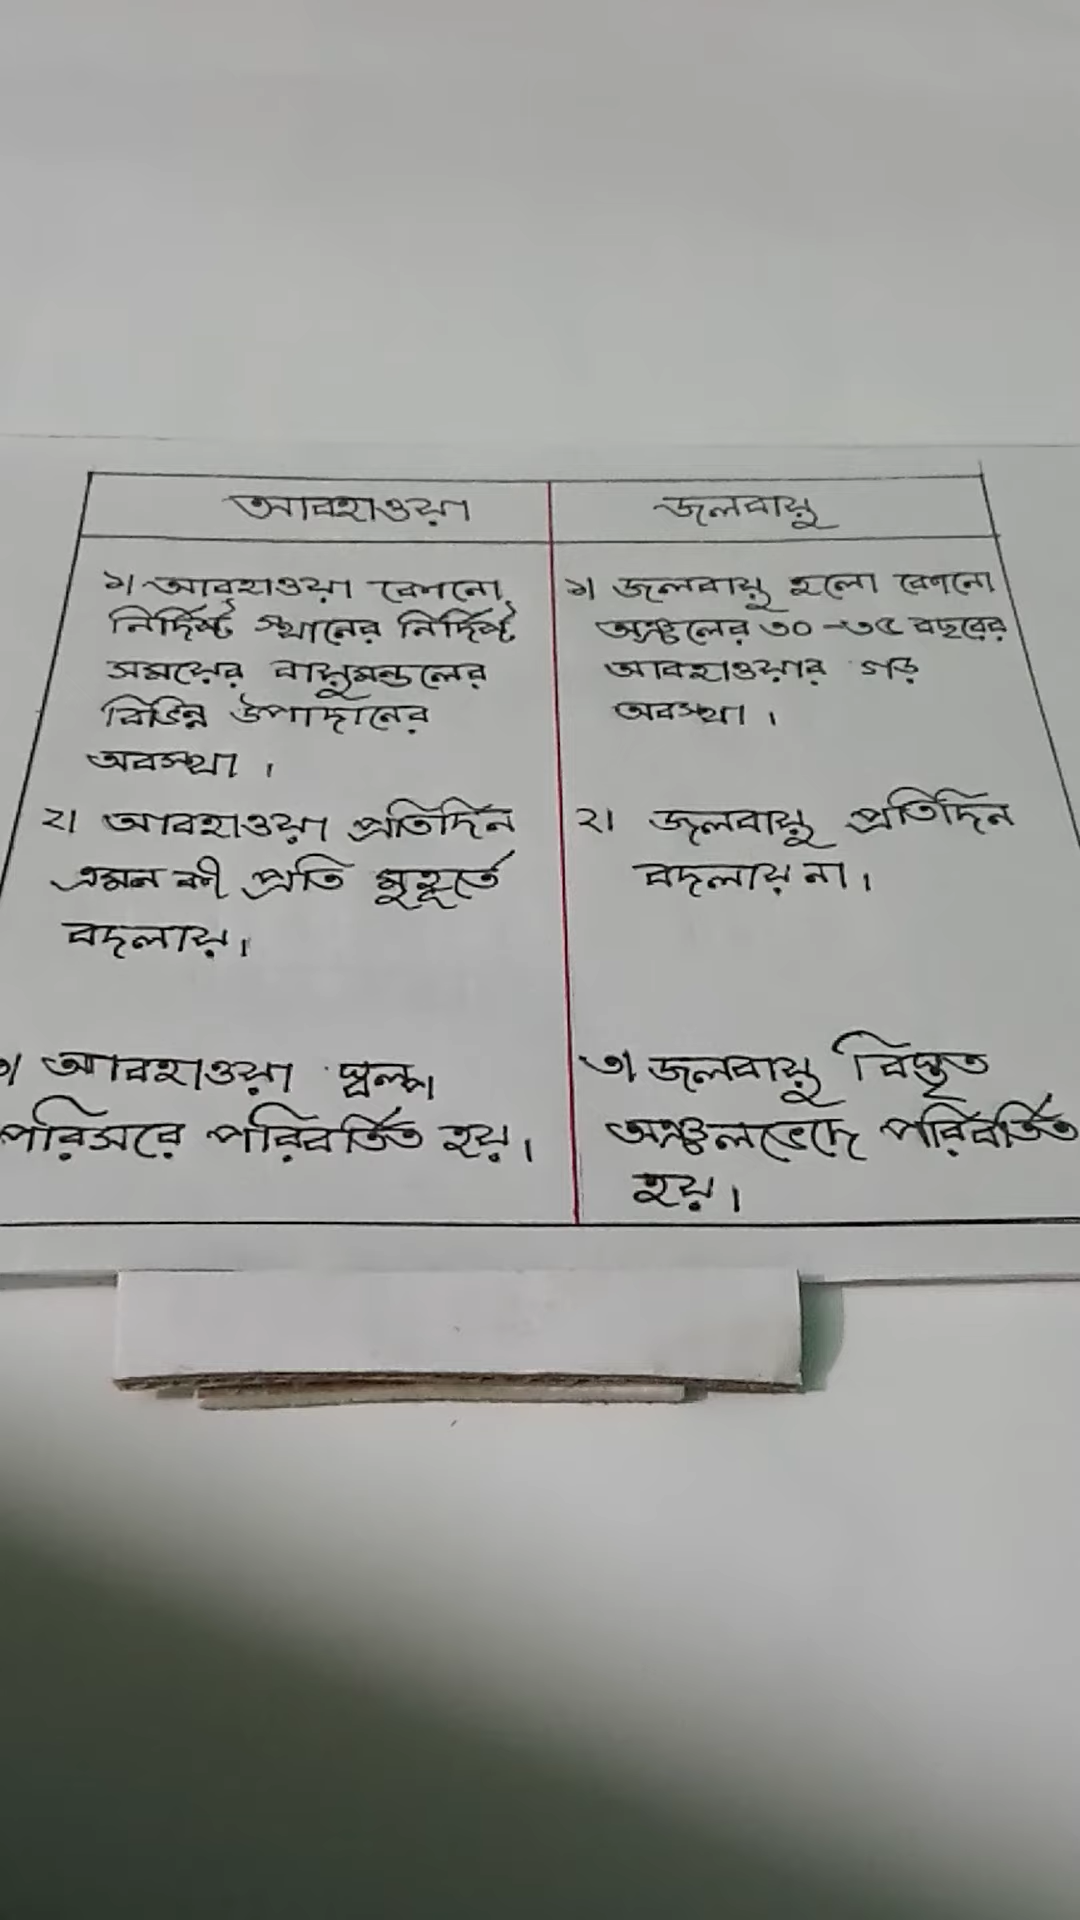 আবহাওয়া
১। আবহাওয়া কোনো
নির্দিষ্ট স্থানের নির্দিষ্ট
সময়ের বায়ুমন্ডলের
বিভিন্ন উপাদানের
অবস্থা ।
২। আবহাওয়া প্রতিদিন
এমন কী প্রতি মুহূর্তে
বদলায়।
৩। আবহাওয়া স্বল্প
পরিসরে পরিবর্তিত হয়।
জলবায়ু
১। জলবায়ু হলো কোনো
অঞ্চলের ৩০-৩৫ বছরের
আবহাওয়ার গড়
অবস্থা ।
২। জলবায়ু প্রতিদিন
বদলায় না।
৩। জলবায়ু বিস্তৃত
অঞ্চলভেদে পরিবর্তিত
হয়।